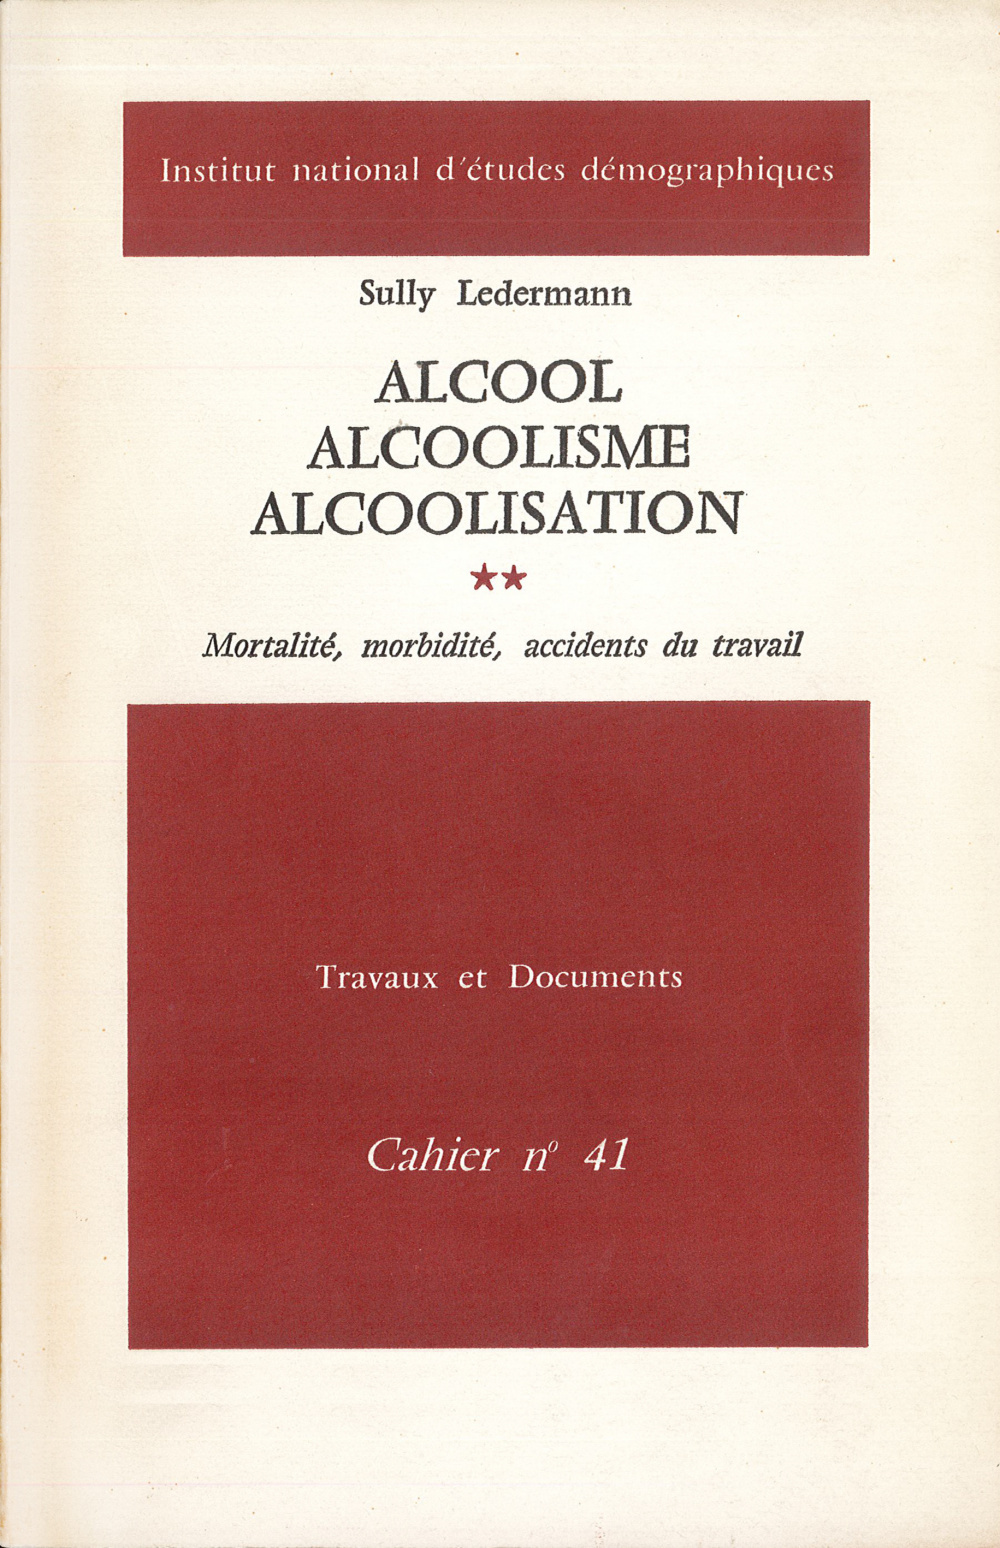 Institut national d'études démographiques
Sully Ledermann
ALCOOL
ALCOOLISME
ALCOOLISATION
**
Mortalité, morbidité, accidents du travail
Travaux et Documents
Cahier nº 41